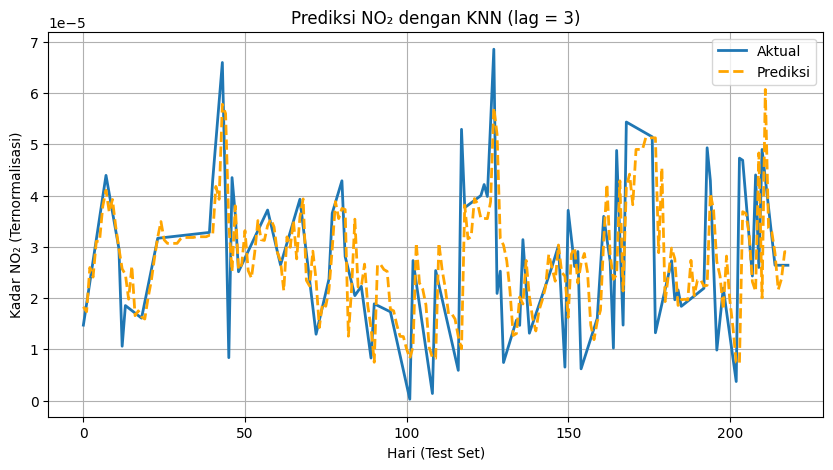 Prediksi NO₂ dengan KNN (lag = 3)
1e−5
7
6
5
4
3
2
1
0
Kadar NO₂ (Ternormalisasi)
Aktual
Prediksi
0 50 100 150 200
Hari (Test Set)